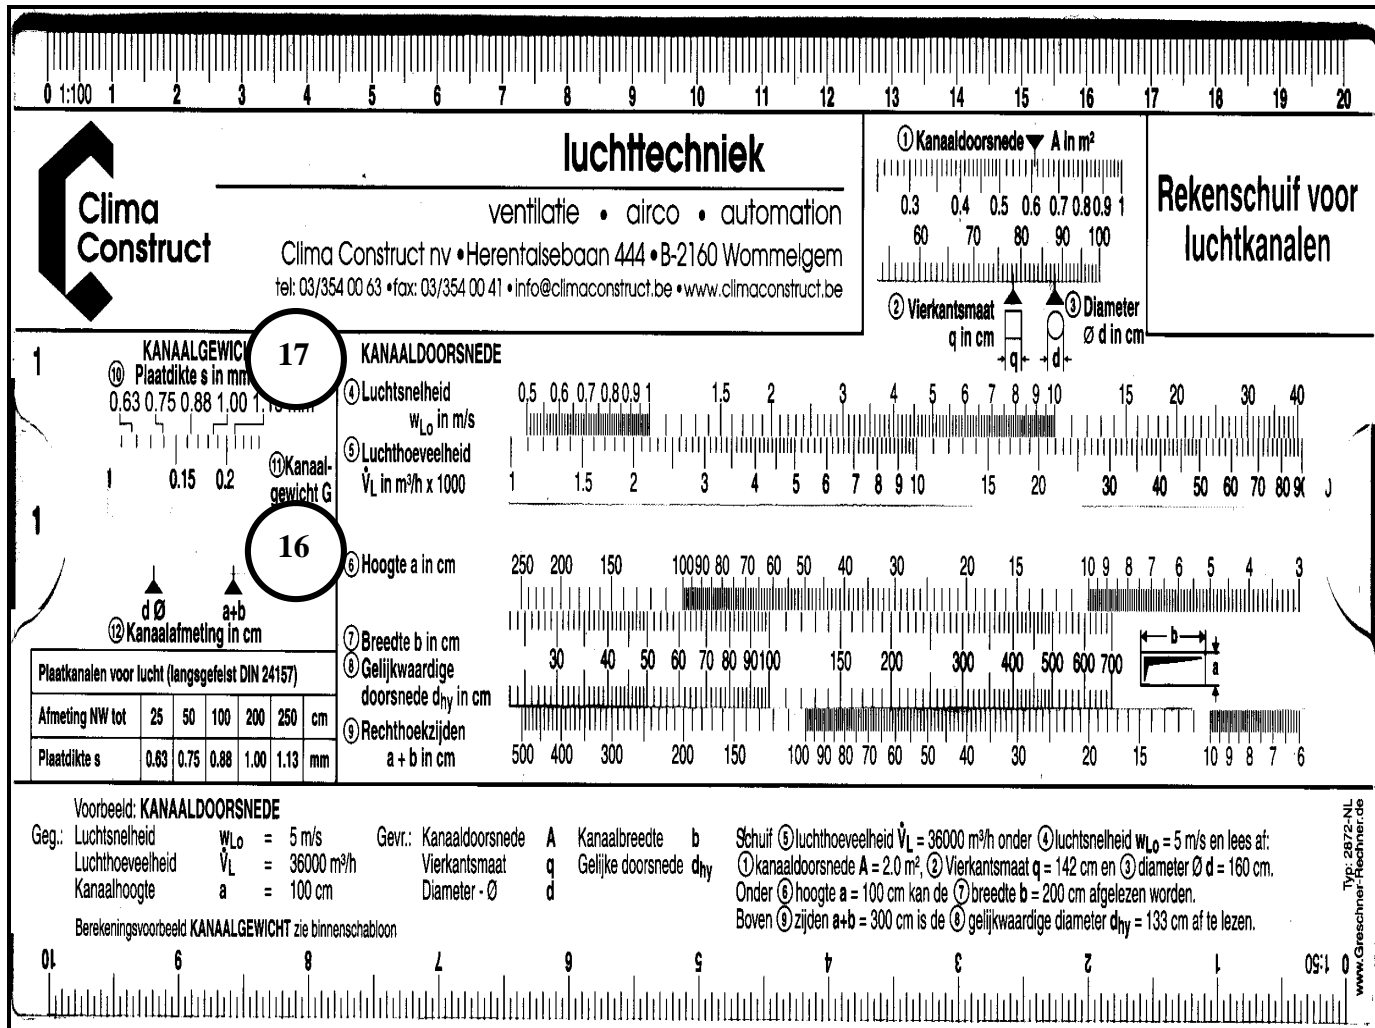 0 1:100 1 2 3 4 5 6 7 8 9 10 11 12 13 14 15 16 17 18 19 20
Clima
Construct
luchttechniek
ventilatie • airco • automation
Clima Construct nv • Herentalsebaan 444 • B-2160 Wommelgem
tel: 03/354 00 63 • fax: 03/354 00 41 • info@climaconstruct.be • www.climaconstruct.be
① Kanaaldoorsnede ▼ A in m²
0.3 0.4 0.5 0.6 0.7 0.8 0.9 1
60 70 80 90 100
② Vierkantsmaat
q in cm
③ Diameter
Ø d in cm
q d
Rekenschuif voor
luchtkanalen
1
KANAALGEWIC
⑩ Plaatdikte s in mm
0.63 0.75 0.88 1.00
17
1 0.15 0.2
⑪ Kanaal-
gewicht G
1
16
d Ø a+b
⑫ Kanaalafmeting in cm
Plaatkanalen voor lucht (langsgefelst DIN 24157)
Afmeting NW tot 25 50 100 200 250 cm
Plaatdikte s 0.63 0.75 0.88 1.00 1.13 mm
KANAALDOORSNEDE
④ Luchtsnelheid
wLo in m/s
0.5 0.6 0.7 0.8 0.9 1 1.5 2 3 4 5 6 7 8 9 10 15 20 30 40
⑤ Luchthoeveelheid
V̇L in m³/h x 1000
1 1.5 2 3 4 5 6 7 8 9 10 15 20 30 40 50 60 70 80
⑥ Hoogte a in cm
250 200 150 100 90 80 70 60 50 40 30 20 15 10 9 8 7 6 5 4 3
⑦ Breedte b in cm
⑧ Gelijkwaardige
doorsnede dhy in cm
30 40 50 60 70 80 90 100 150 200 300 400 500 600 700
b
a
⑨ Rechthoekzijden
a + b in cm
500 400 300 200 150 100 90 80 70 60 50 40 30 20 15 10 9 8 7 6
Voorbeeld: KANAALDOORSNEDE
Geg.: Luchtsnelheid wLo = 5 m/s
Luchthoeveelheid V̇L = 36000 m³/h
Kanaalhoogte a = 100 cm
Gevr.: Kanaaldoorsnede A Kanaalbreedte b
Vierkantsmaat q Gelijke doorsnede dhy
Diameter - Ø d
Berekeningsvoorbeeld KANAALGEWICHT zie binnenschabloon
Schuif ⑤ luchthoeveelheid V̇L = 36000 m³/h onder ④ luchtsnelheid wLo = 5 m/s en lees af:
① kanaaldoorsnede A = 2.0 m², ② Vierkantsmaat q = 142 cm en ③ diameter Ø d = 160 cm.
Onder ⑥ hoogte a = 100 cm kan de ⑦ breedte b = 200 cm afgelezen worden.
Boven ⑨ zijden a+b = 300 cm is de ⑧ gelijkwaardige diameter dhy = 133 cm af te lezen.
Typ: 2872-NL
www.Greschner-Rechner.de
0 1:50 1 2 3 4 5 6 7 8 9 10